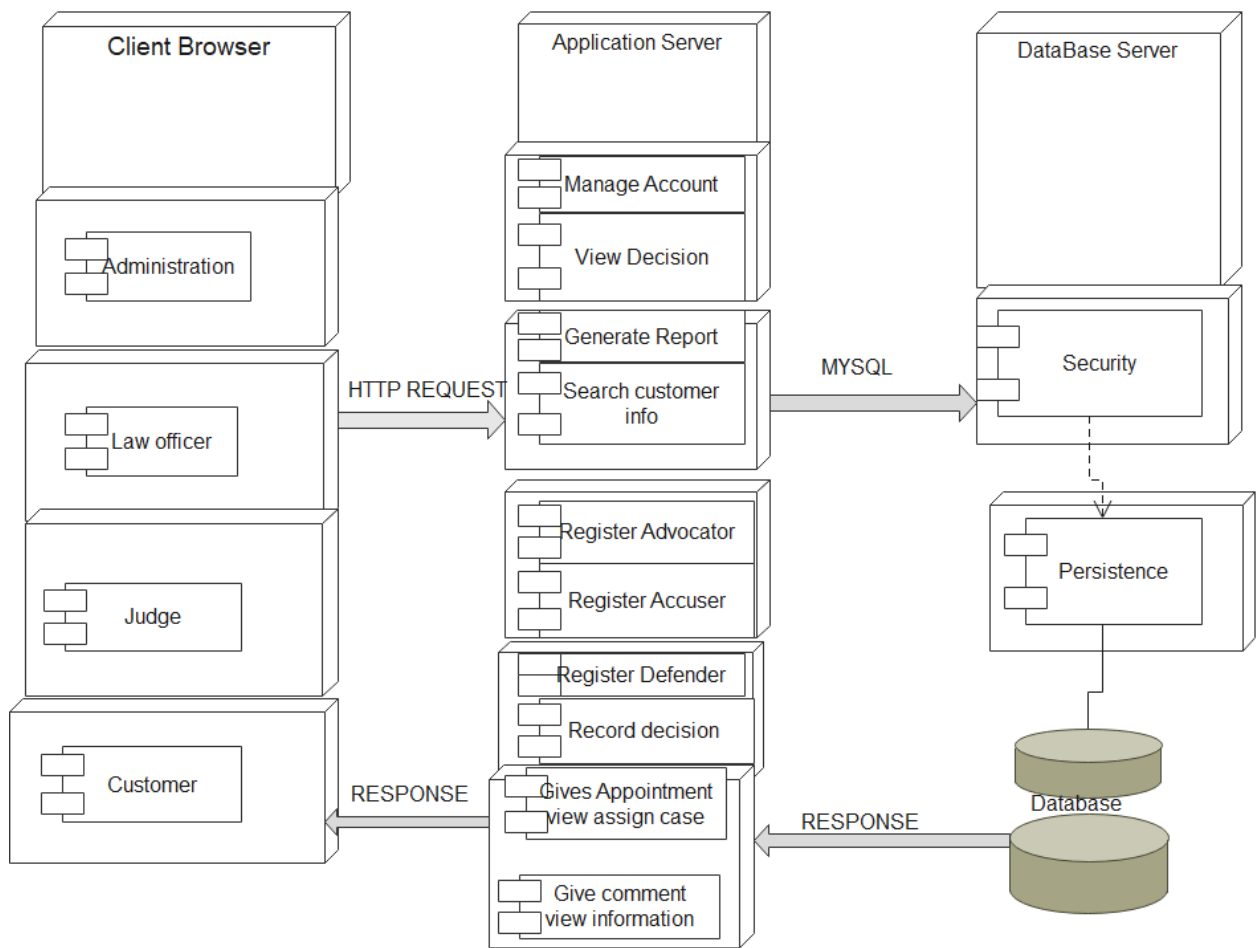 Client Browser
Administration
Law officer
Judge
Customer
HTTP REQUEST
RESPONSE
Application Server
Manage Account
View Decision
Generate Report
Search customer
info
Register Advocator
Register Accuser
Register Defender
Record decision
Gives Appointment
view assign case
Give comment
view information
MYSQL
RESPONSE
DataBase Server
Security
Persistence
Database